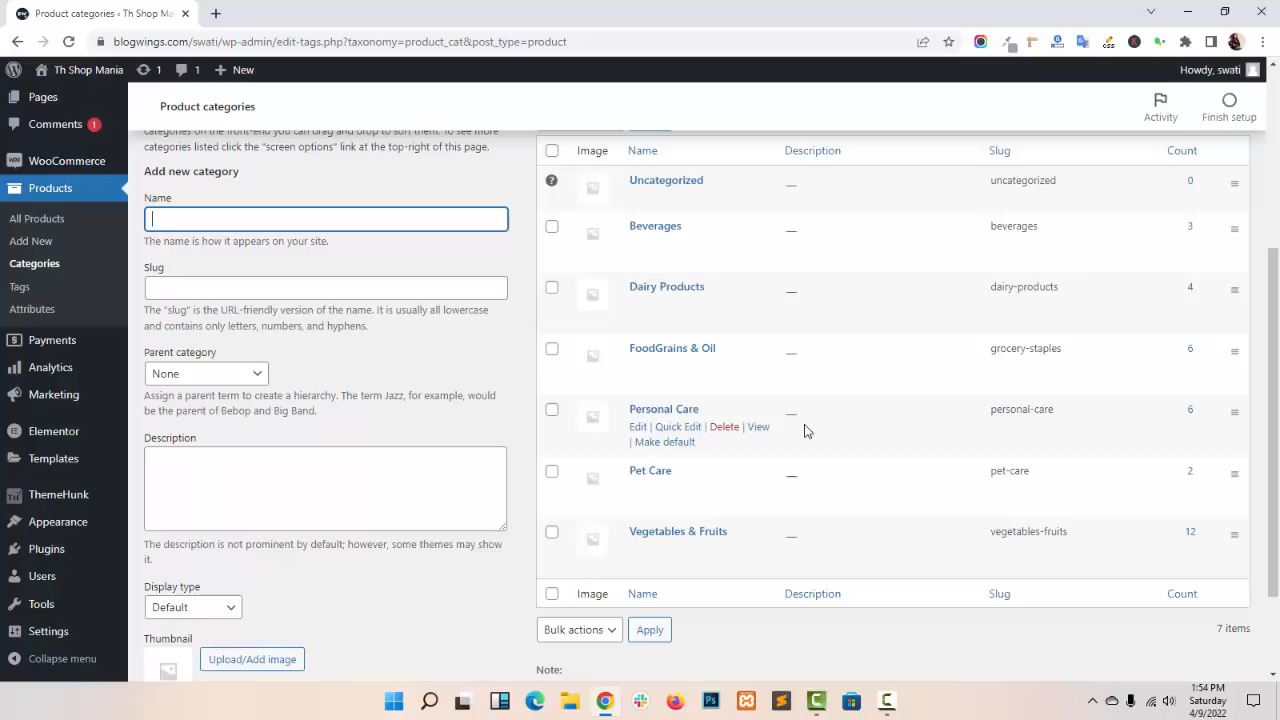 Product categories ‹ Th Shop Ma
blogwings.com/swati/wp-admin/edit-tags.php?taxonomy=product_cat&post_type=product
Th Shop Mania
1
1
New
Howdy, swati
Pages
Comments 1
WooCommerce
Products
All Products
Add New
Categories
Tags
Attributes
Payments
Analytics
Marketing
Elementor
Templates
ThemeHunk
Appearance
Plugins
Users
Tools
Settings
Collapse menu
Product categories
Activity
Finish setup
categories on the front-end you can drag and drop to sort them. To see more
categories listed click the "screen options" link at the top-right of this page.
Add new category
Name
The name is how it appears on your site.
Slug
The “slug” is the URL-friendly version of the name. It is usually all lowercase
and contains only letters, numbers, and hyphens.
Parent category
None
Assign a parent term to create a hierarchy. The term Jazz, for example, would
be the parent of Bebop and Big Band.
Description
The description is not prominent by default; however, some themes may show
it.
Display type
Default
Thumbnail
Upload/Add image
Image Name Description Slug Count
Uncategorized — uncategorized 0
Beverages — beverages 3
Dairy Products — dairy-products 4
FoodGrains & Oil — grocery-staples 6
Personal Care — personal-care 6
Edit | Quick Edit | Delete | View
| Make default
Pet Care — pet-care 2
Vegetables & Fruits — vegetables-fruits 12
Image Name Description Slug Count
Bulk actions
Apply
7 items
Note:
1:54 PM
Saturday
4/9/2022